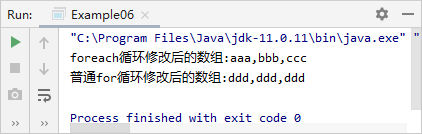 Run: Example06
"C:\Program Files\Java\jdk-11.0.11\bin\java.exe" "
foreach循环修改后的数组:aaa,bbb,ccc
普通for循环修改后的数组:ddd,ddd,ddd
Process finished with exit code 0